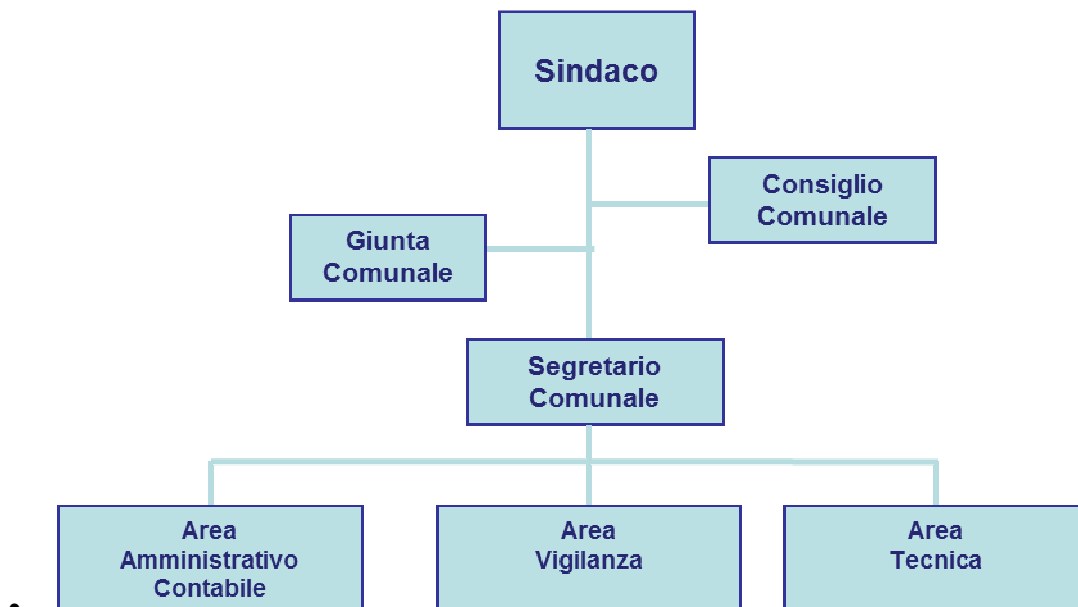 Sindaco
Consiglio
Comunale
Giunta
Comunale
Segretario
Comunale
Area
Amministrativo
Contabile
Area
Vigilanza
Area
Tecnica